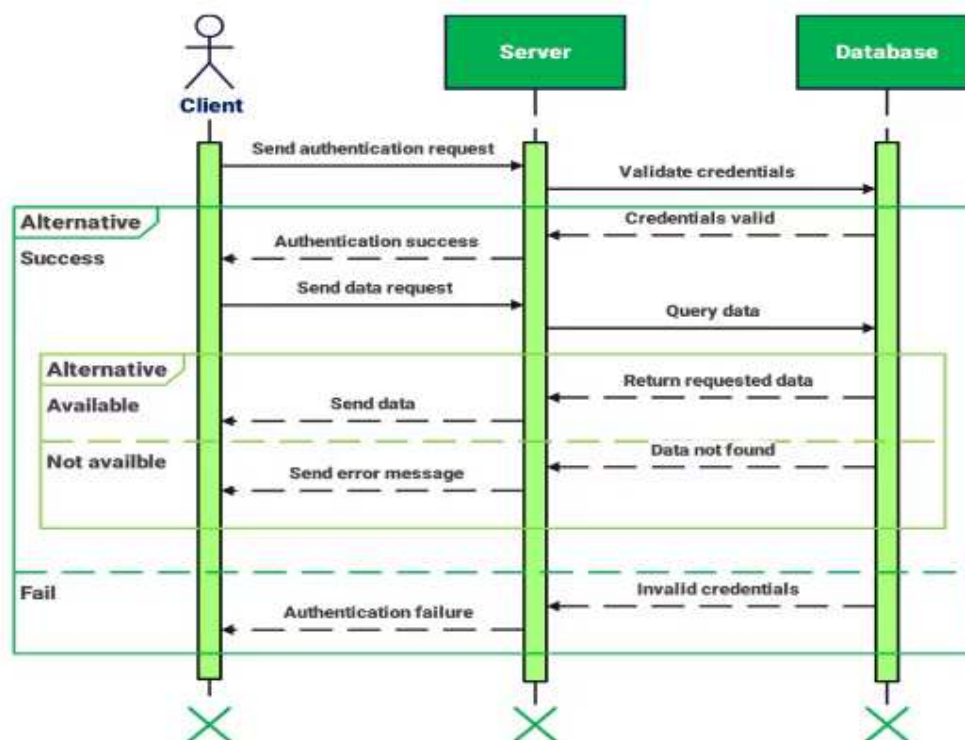 Server
Database
Client
Send authentication request
Validate credentials
Alternative
Credentials valid
Success
Authentication success
Send data request
Query data
Alternative
Return requested data
Available
Send data
Not availble
Data not found
Send error message
Fail
Invalid credentials
Authentication failure